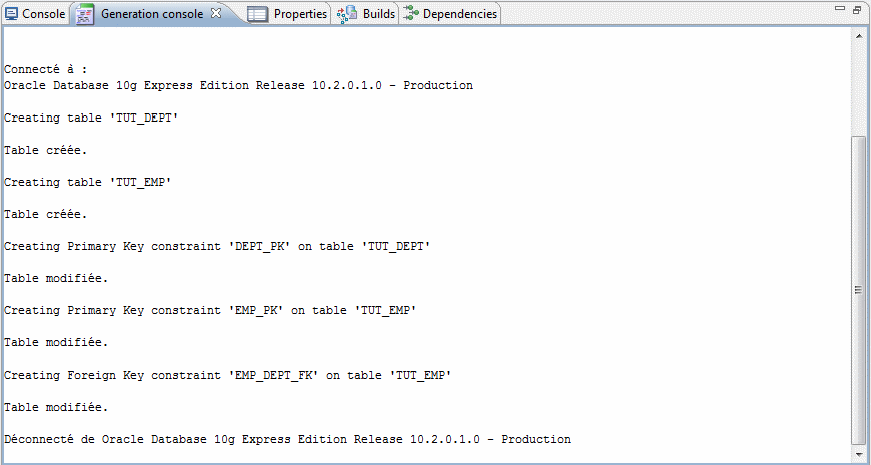 Console
Generation console
Properties
Builds
Dependencies
Connecté à :
Oracle Database 10g Express Edition Release 10.2.0.1.0 - Production
Creating table 'TUT_DEPT'
Table créée.
Creating table 'TUT_EMP'
Table créée.
Creating Primary Key constraint 'DEPT_PK' on table 'TUT_DEPT'
Table modifiée.
Creating Primary Key constraint 'EMP_PK' on table 'TUT_EMP'
Table modifiée.
Creating Foreign Key constraint 'EMP_DEPT_FK' on table 'TUT_EMP'
Table modifiée.
Déconnecté de Oracle Database 10g Express Edition Release 10.2.0.1.0 - Production